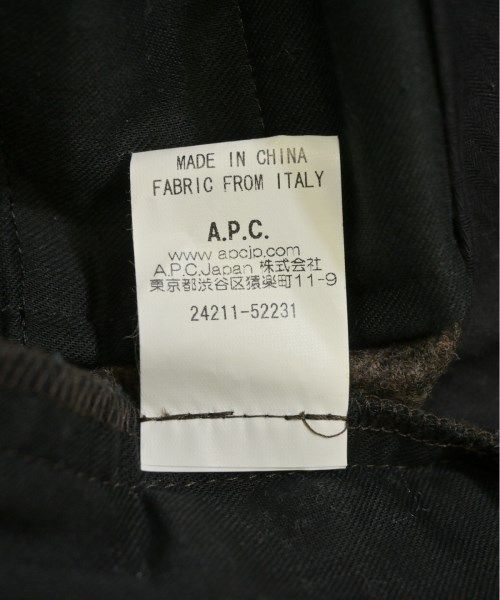 MADE IN CHINA
FABRIC FROM ITALY
A.P.C.
www.apcjp.com
A.P.C.Japan 株式会社
東京都渋谷区猿楽町11-9
24211-52231